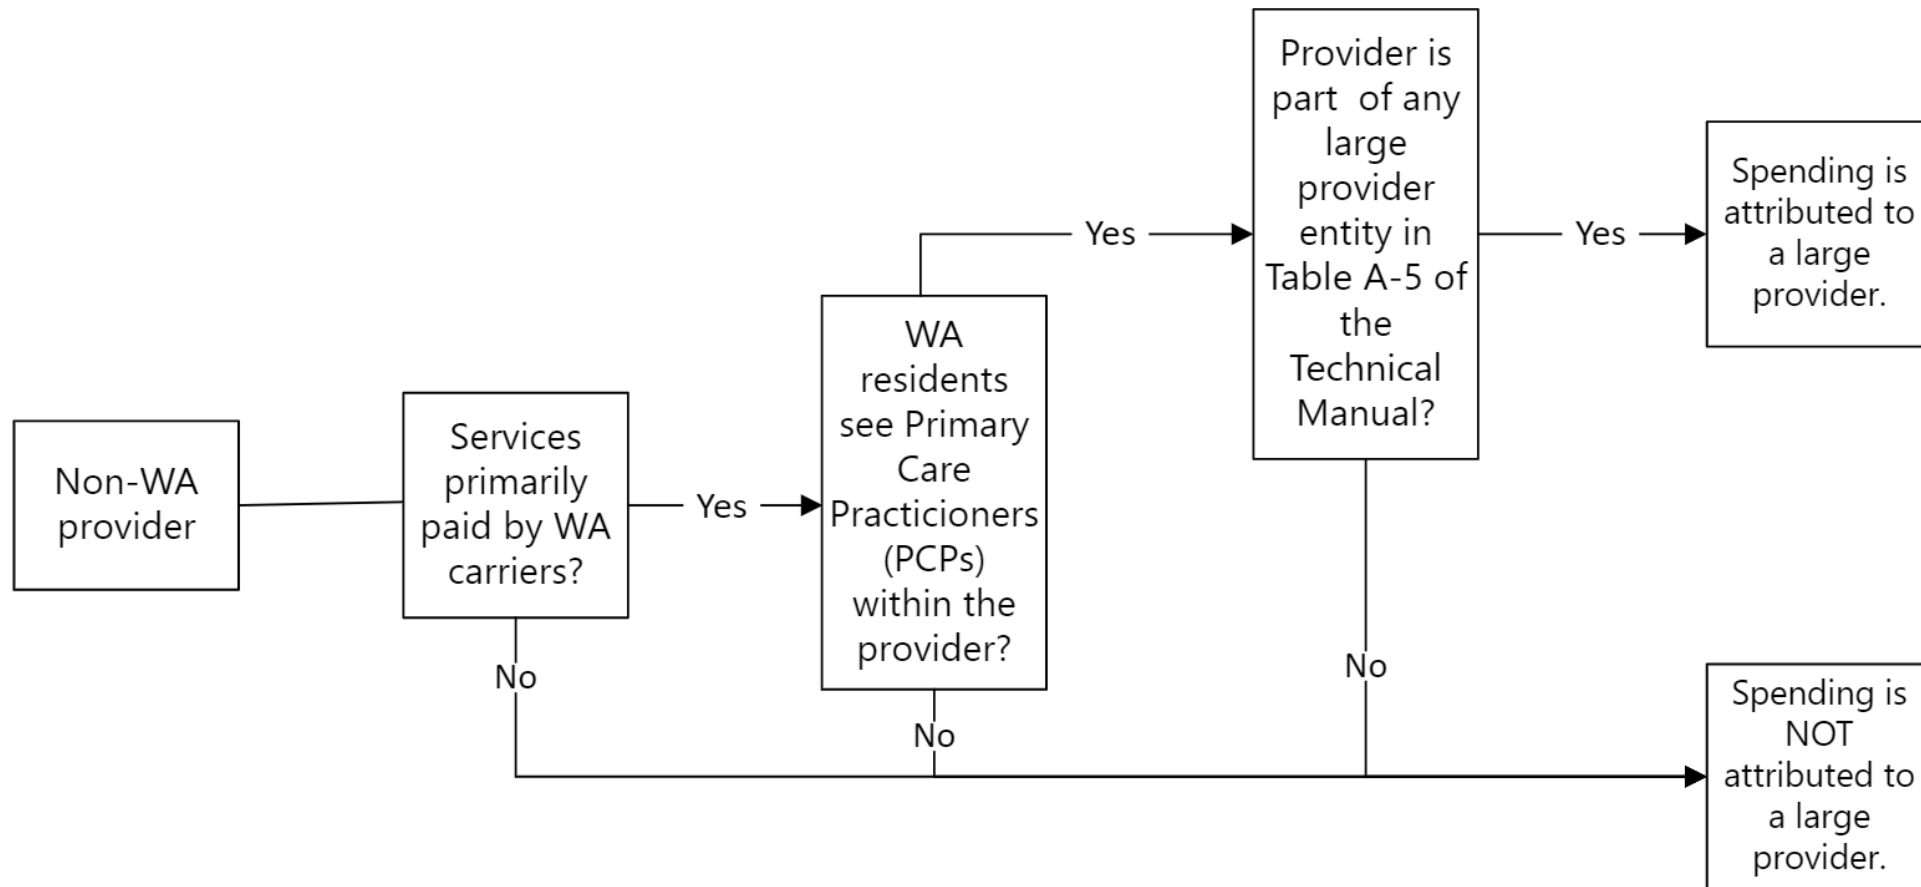 Non-WA
provider
Services
primarily
paid by WA
carriers?
Yes
No
WA
residents
see Primary
Care
Practicioners
(PCPs)
within the
provider?
Yes
No
Provider is
part  of any
large
provider
entity in
Table A-5 of
the
Technical
Manual?
Yes
No
Spending is
attributed to
a large
provider.
Spending is
NOT
attributed to
a large
provider.